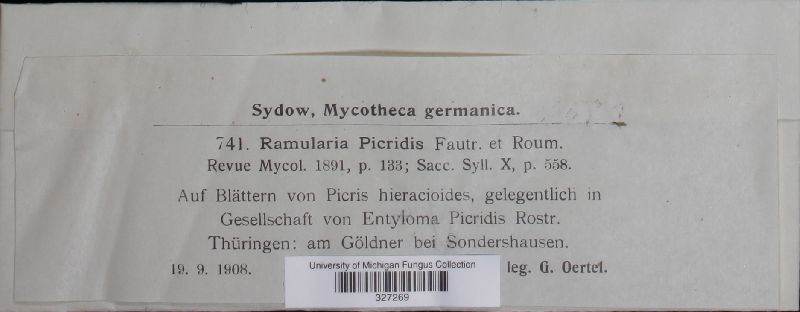 Sydow, Mycotheca germanica.
741. Ramularia Picridis Fautr. et Roum.
Revue Mycol. 1891, p. 133; Sacc. Syll. X, p. 558.
Auf Blättern von Picris hieracioides, gelegentlich in
Gesellschaft von Entyloma Picridis Rostr.
Thüringen: am Göldner bei Sondershausen.
19. 9. 1908. leg. G. Oertel.
University of Michigan Fungus Collection
327269